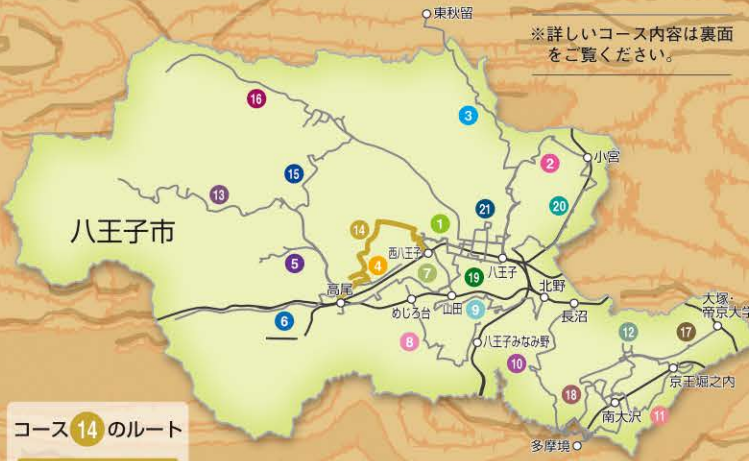 東秋留
※詳しいコース内容は裏面
をご覧ください。
16
3
2
小宮
15
13
21
20
八王子市
14
1
西八王子
5
4
7
19
八王子
高尾
北野
めじろ台
山田
9
長沼
6
大塚・
帝京大学
12
17
8
八王子みなみ野
10
京王堀之内
18
南大沢
11
コース14のルート
多摩境